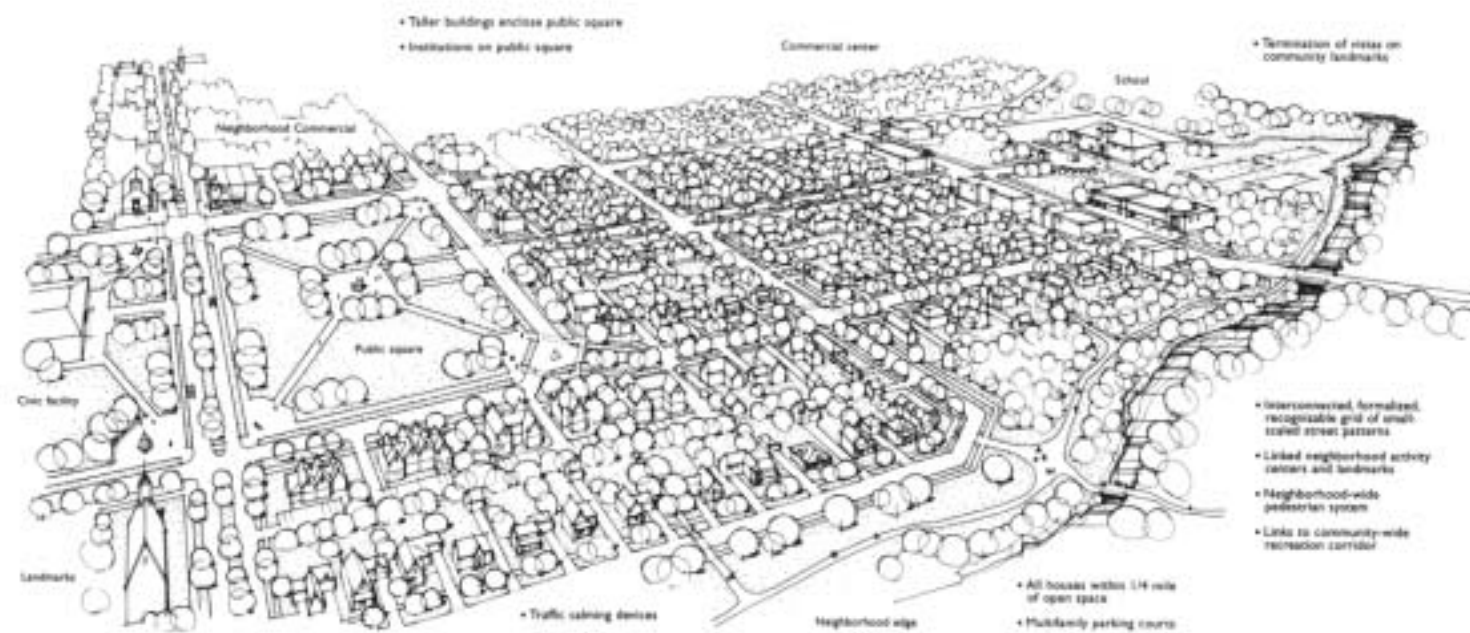 • Taller buildings enclose public square
• Institutions on public square
Commercial center
• Termination of vistas on
community landmarks
School
Neighborhood Commercial
Church
Public square
Civic facility
• Interconnected, formalized,
recognizable grid of small-
scaled street patterns
• Linked neighborhood activity
centers and landmarks
• Neighborhood-wide
pedestrian system
• Links to community-wide
recreation corridor
Landmarks
• All houses within 1/4 mile
of open space
• Traffic calming devices
Neighborhood edge
• Multifamily parking courts